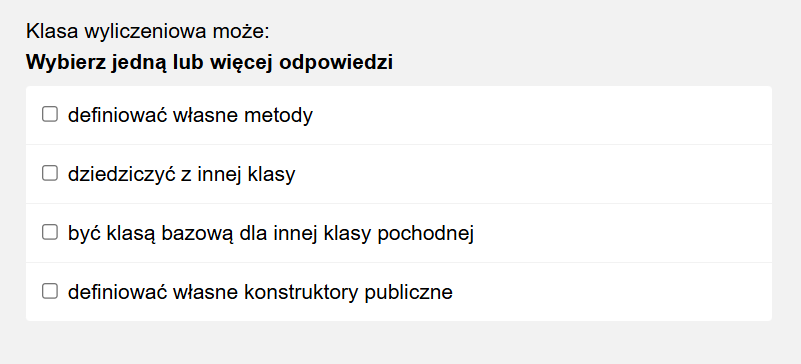 Klasa wyliczeniowa może:
Wybierz jedną lub więcej odpowiedzi
definiować własne metody
dziedziczyć z innej klasy
być klasą bazową dla innej klasy pochodnej
definiować własne konstruktory publiczne